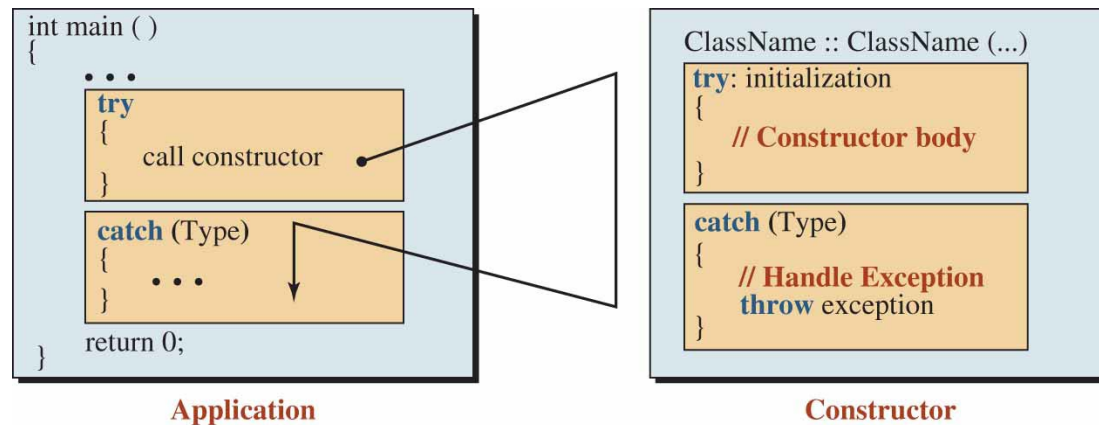 int main ( )
{
• • •
try
{
call constructor
}
catch (Type)
{
• • •
}
return 0;
}
Application
ClassName :: ClassName (...)
try: initialization
{
// Constructor body
}
catch (Type)
{
// Handle Exception
throw exception
}
Constructor